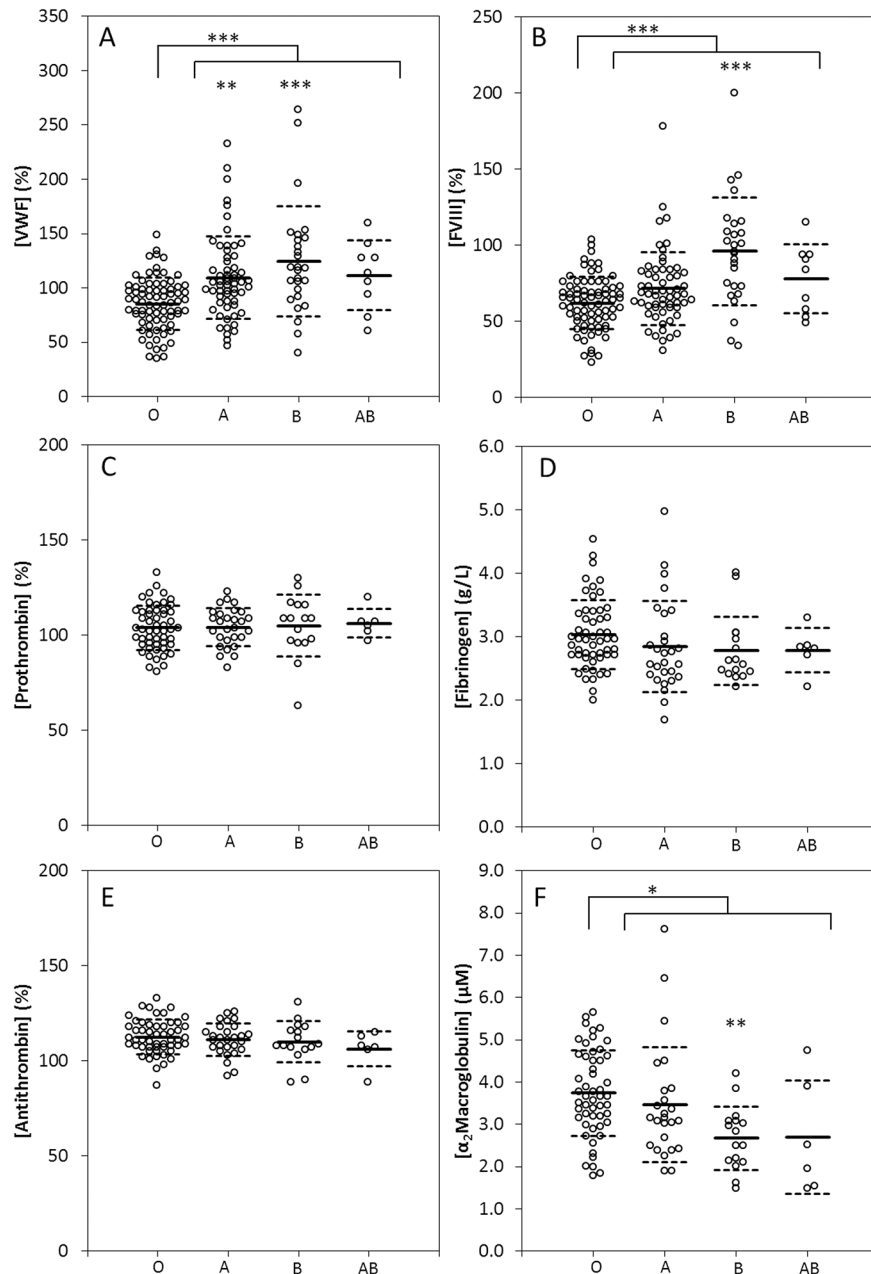 A
***
** ***
[VWF] (%)
350
300
250
200
150
100
50
0
O A B AB
B
***
***
[FVIII] (%)
250
200
150
100
50
0
O A B AB
C
[Prothrombin] (%)
200
150
100
50
0
O A B AB
D
[Fibrinogen] (g/L)
6.0
5.0
4.0
3.0
2.0
1.0
0.0
O A B AB
E
[Antithrombin] (%)
200
150
100
50
0
O A B AB
F
*
**
[α₂Macroglobulin] (μM)
9.0
8.0
7.0
6.0
5.0
4.0
3.0
2.0
1.0
0.0
O A B AB